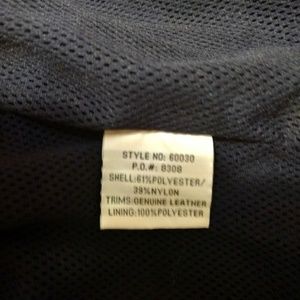 STYLE NO: 60030
P.O.#: 8308
SHELL:61%POLYESTER/
39%NYLON
TRIMS:GENUINE LEATHER
LINING:100%POLYESTER